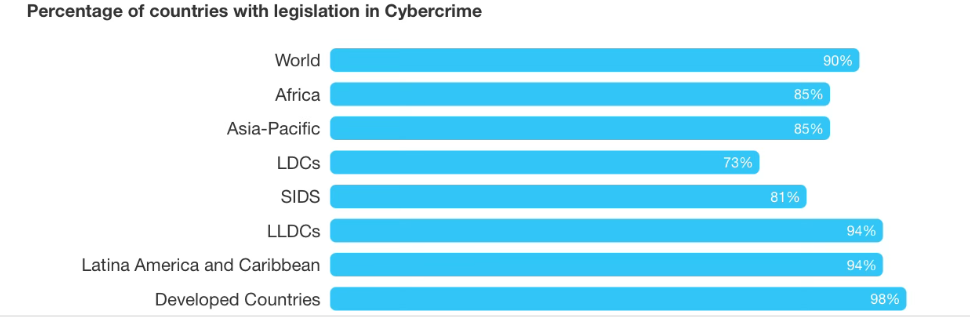 Percentage of countries with legislation in Cybercrime
World 90%
Africa 85%
Asia-Pacific 85%
LDCs 73%
SIDS 81%
LLDCs 94%
Latina America and Caribbean 94%
Developed Countries 98%